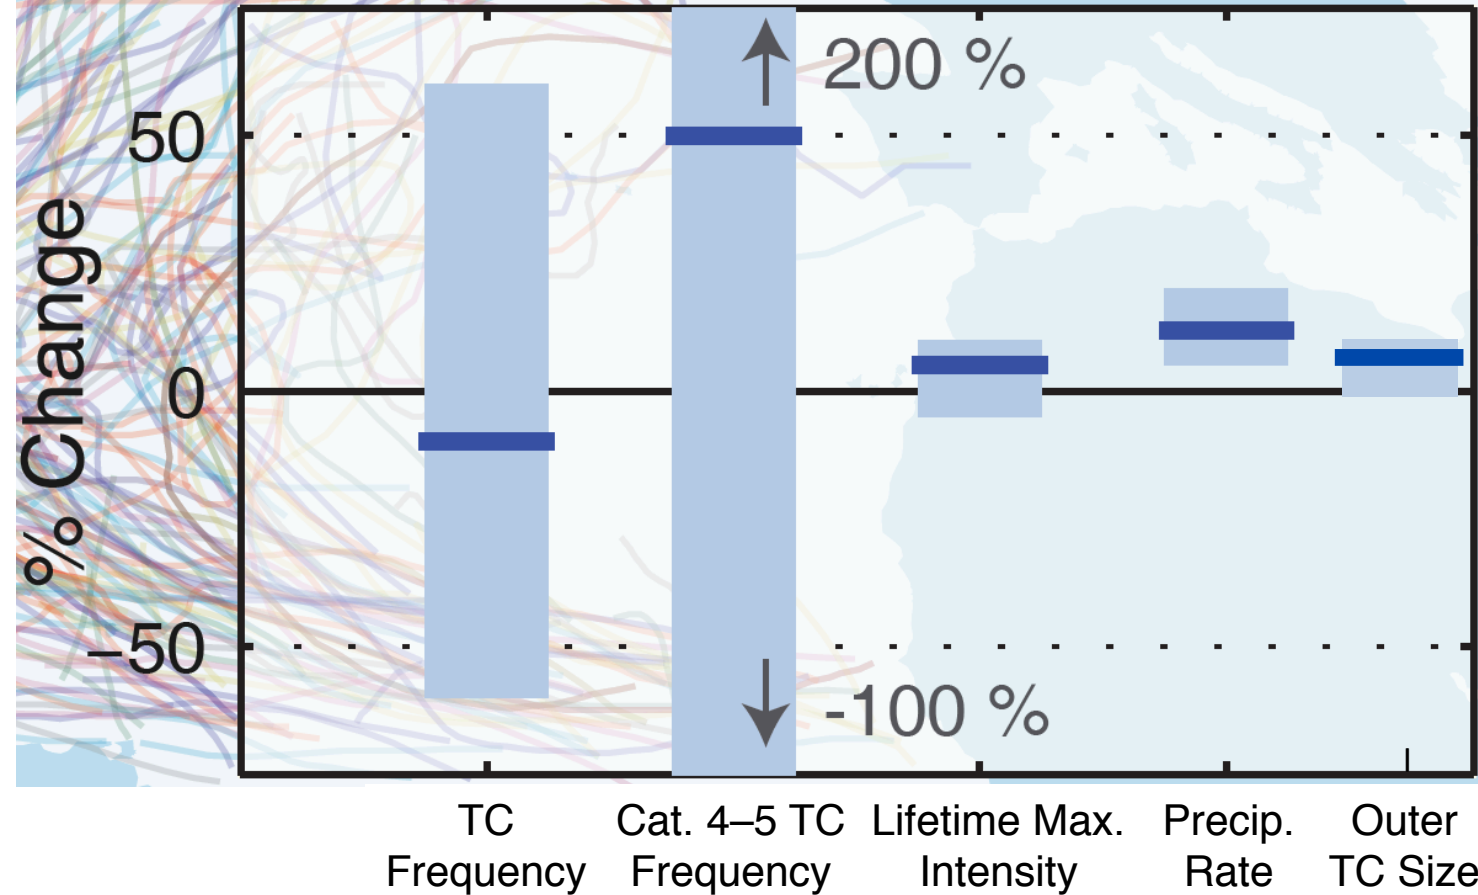 200 %
50
% Change
0
–50
-100 %
TC Frequency
Cat. 4–5 TC Frequency
Lifetime Max. Intensity
Precip. Rate
Outer TC Size